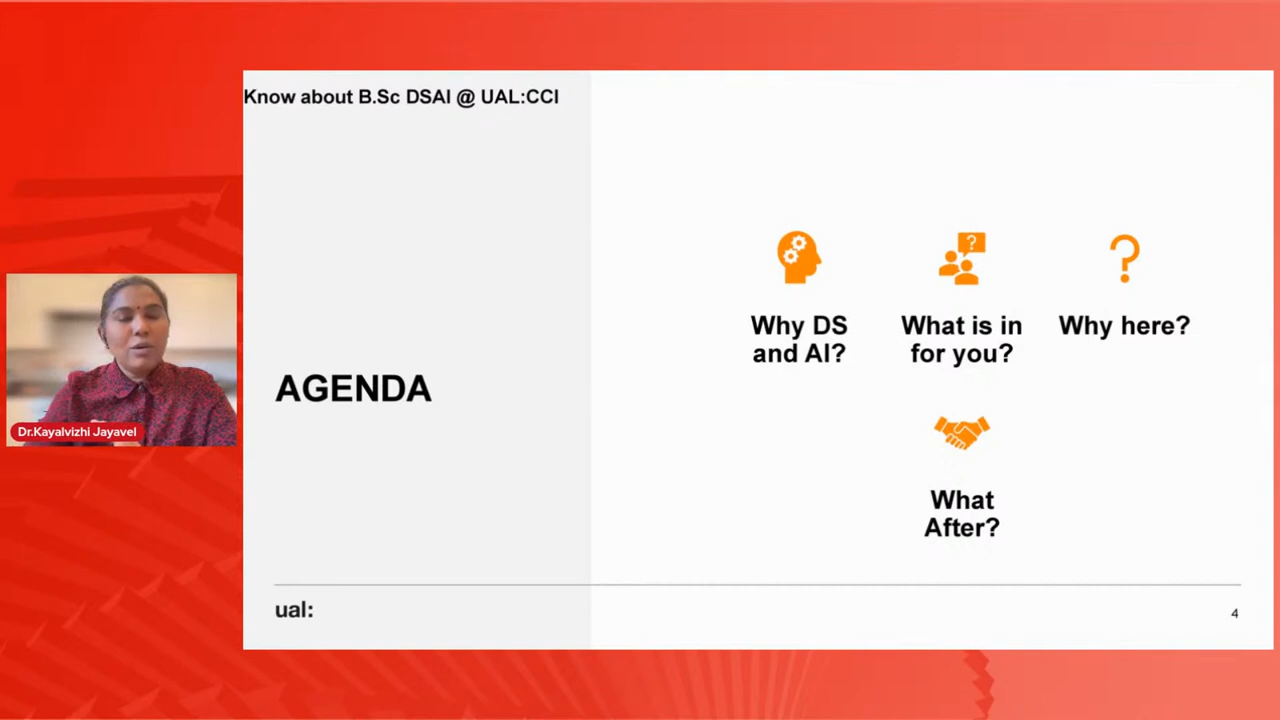 Know about B.Sc DSAI @ UAL:CCI
Dr.Kayalvizhi Jayavel
AGENDA
?
?
Why DS
and AI?
What is in
for you?
Why here?
What
After?
ual:
4